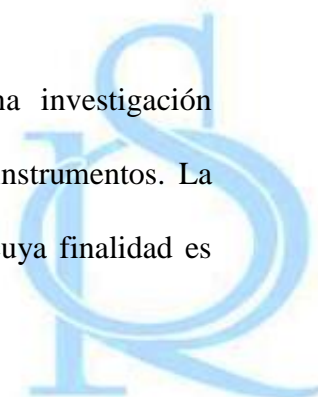 na investigación
nstrumentos. La
uya finalidad es